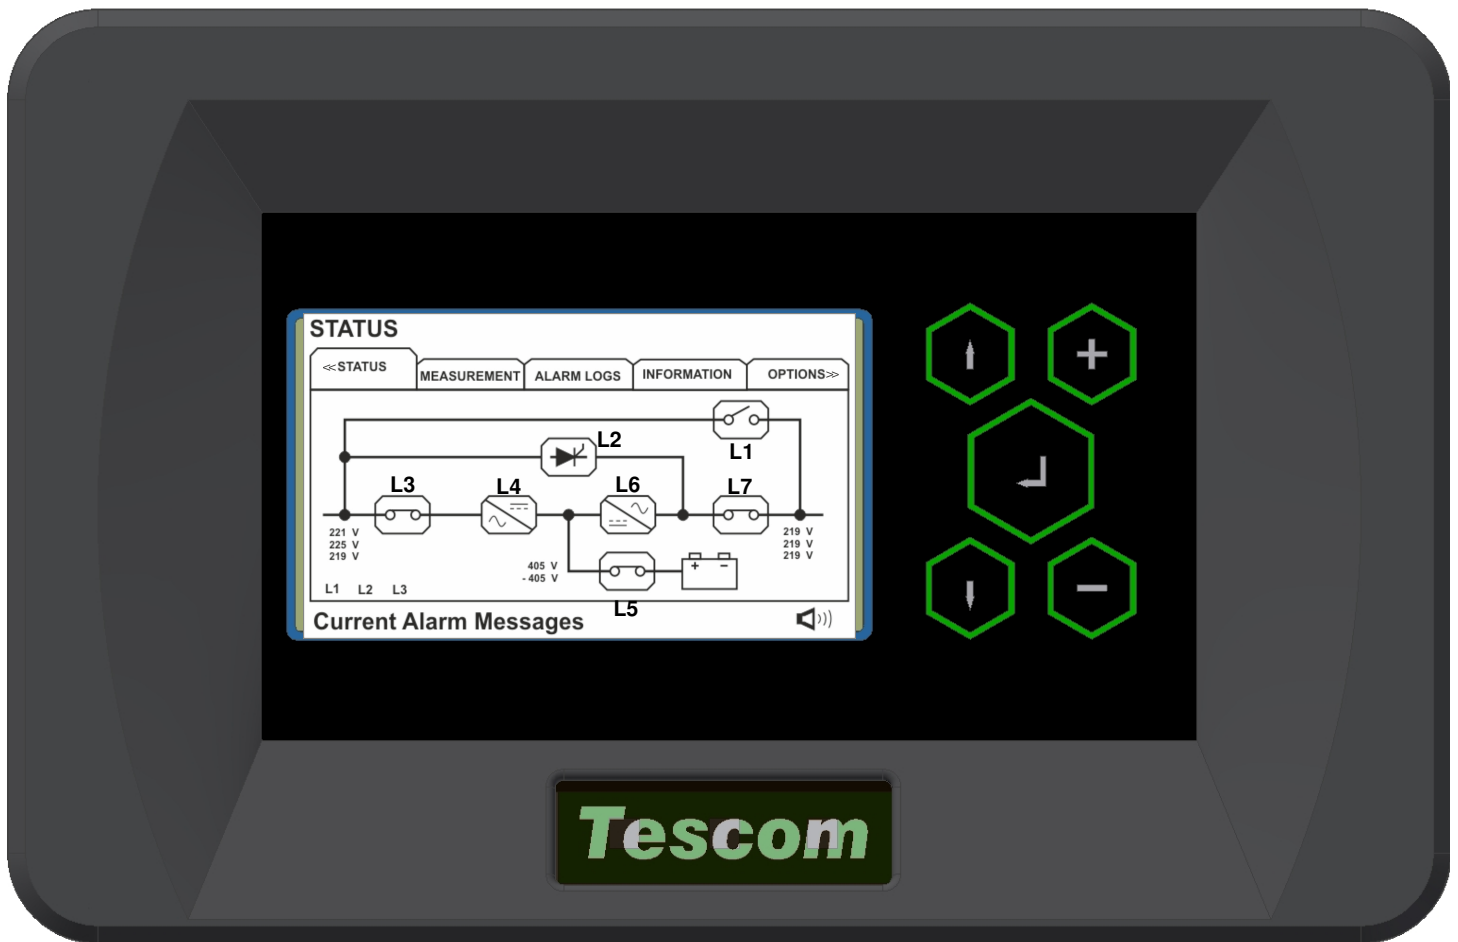 STATUS
<<STATUS MEASUREMENT ALARM LOGS INFORMATION OPTIONS>>
L1
L2
L3 L4 L6 L7
221 V
225 V
219 V
219 V
219 V
219 V
405 V
- 405 V
+ −
L1 L2 L3
L5
Current Alarm Messages
Tescom